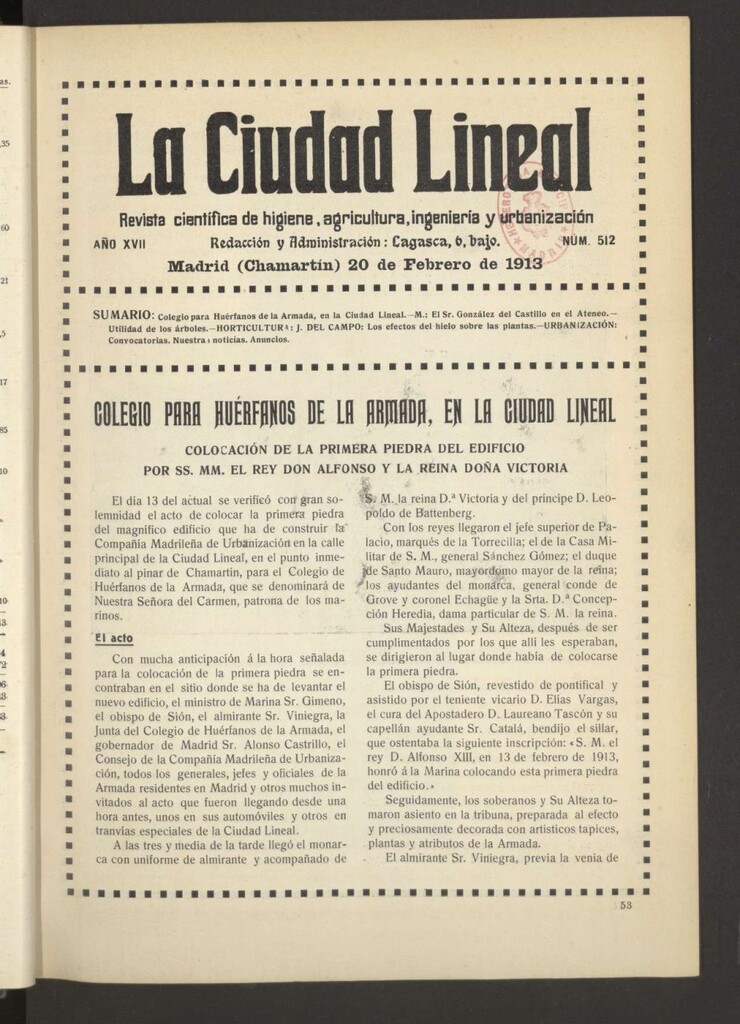 La Ciudad Lineal
Revista científica de higiene, agricultura, ingeniería y urbanización
AÑO XVII Redacción y Administración: Lagasca, 6, bajo. NÚM. 512
Madrid (Chamartín) 20 de Febrero de 1913
SUMARIO: Colegio para Huérfanos de la Armada, en la Ciudad Lineal.—M.: El Sr. González del Castillo en el Ateneo.—
Utilidad de los árboles.—HORTICULTURA: J. DEL CAMPO: Los efectos del hielo sobre las plantas.—URBANIZACIÓN:
Convocatorias. Nuestra noticias. Anuncios.
COLEGIO PARA HUÉRFANOS DE LA ARMADA, EN LA CIUDAD LINEAL
COLOCACIÓN DE LA PRIMERA PIEDRA DEL EDIFICIO
POR SS. MM. EL REY DON ALFONSO Y LA REINA DOÑA VICTORIA
El día 13 del actual se verificó con gran so-
lemnidad el acto de colocar la primera piedra
del magnífico edificio que ha de construir la
Compañía Madrileña de Urbanización en la calle
principal de la Ciudad Lineal, en el punto inme-
diato al pinar de Chamartín, para el Colegio de
Huérfanos de la Armada, que se denominará de
Nuestra Señora del Carmen, patrona de los ma-
rinos.
El acto
Con mucha anticipación á la hora señalada
para la colocación de la primera piedra se en-
contraban en el sitio donde se ha de levantar el
nuevo edificio, el ministro de Marina Sr. Gimeno,
el obispo de Sión, el almirante Sr. Viniegra, la
Junta del Colegio de Huérfanos de la Armada, el
gobernador de Madrid Sr. Alonso Castrillo, el
Consejo de la Compañía Madrileña de Urbaniza-
ción, todos los generales, jefes y oficiales de la
Armada residentes en Madrid y otros muchos in-
vitados al acto que fueron llegando desde una
hora antes, unos en sus automóviles y otros en
tranvías especiales de la Ciudad Lineal.
A las tres y media de la tarde llegó el monar-
ca con uniforme de almirante y acompañado de
S. M. la reina D.ª Victoria y del príncipe D. Leo-
poldo de Battenberg.
Con los reyes llegaron el jefe superior de Pa-
lacio, marqués de la Torrecilla; el de la Casa Mi-
litar de S. M., general Sánchez Gómez; el duque
de Santo Mauro, mayordomo mayor de la reina;
los ayudantes del monarca, general conde de
Grove y coronel Echagüe y la Srta. D.ª Concep-
ción Heredia, dama particular de S. M. la reina.
Sus Majestades y Su Alteza, después de ser
cumplimentados por los que allí les esperaban,
se dirigieron al lugar donde había de colocarse
la primera piedra.
El obispo de Sión, revestido de pontifical y
asistido por el teniente vicario D. Elías Vargas,
el cura del Apostadero D. Laureano Tascón y su
capellán ayudante Sr. Catalá, bendijo el sillar,
que ostentaba la siguiente inscripción: «S. M. el
rey D. Alfonso XIII, en 13 de febrero de 1913,
honró á la Marina colocando esta primera piedra
del edificio.»
Seguidamente, los soberanos y Su Alteza to-
maron asiento en la tribuna, preparada al efecto
y preciosamente decorada con artísticos tapices,
plantas y atributos de la Armada.
El almirante Sr. Viniegra, previa la venia de
53